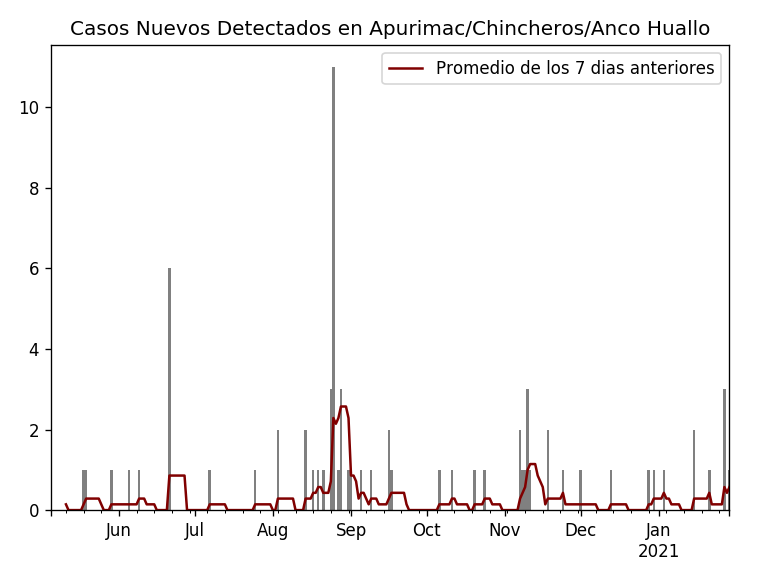 Casos Nuevos Detectados en Apurimac/Chincheros/Anco Huallo
Promedio de los 7 dias anteriores
10
8
6
4
2
0
Jun Jul Aug Sep Oct Nov Dec Jan
2021